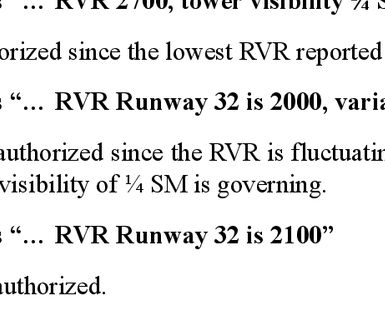 “… RVR 2700, tower visibility ¼ S
orized since the lowest RVR reported
s “… RVR Runway 32 is 2000, varia
authorized since the RVR is fluctuatin
visibility of ¼ SM is governing.
s “… RVR Runway 32 is 2100”
authorized.